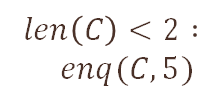 len(C) < 2 :
enq(C, 5)